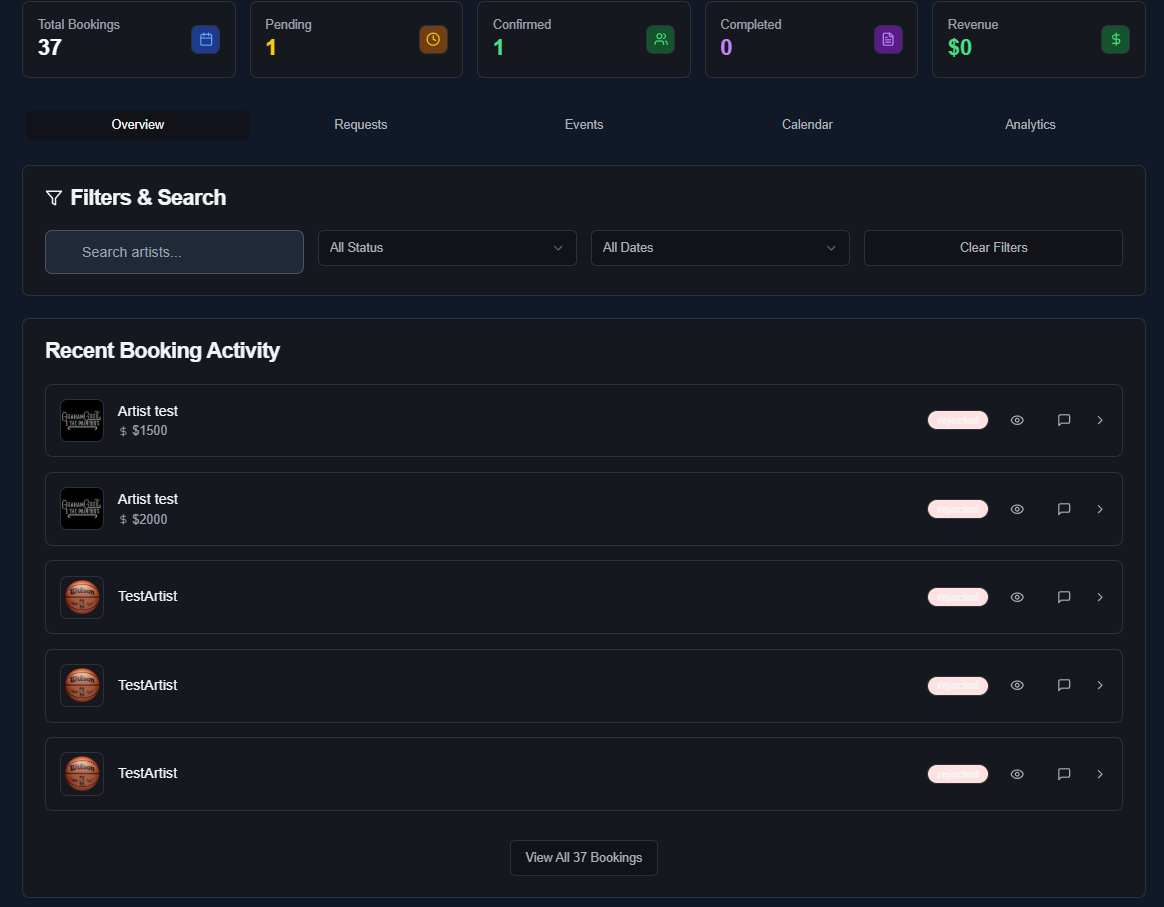 Total Bookings
37
Pending
1
Confirmed
1
Completed
0
Revenue
$0
Overview
Requests
Events
Calendar
Analytics
Filters & Search
Search artists...
All Status
All Dates
Clear Filters
Recent Booking Activity
Artist test
$ $1500
rejected
Artist test
$ $2000
rejected
TestArtist
rejected
TestArtist
rejected
TestArtist
rejected
View All 37 Bookings